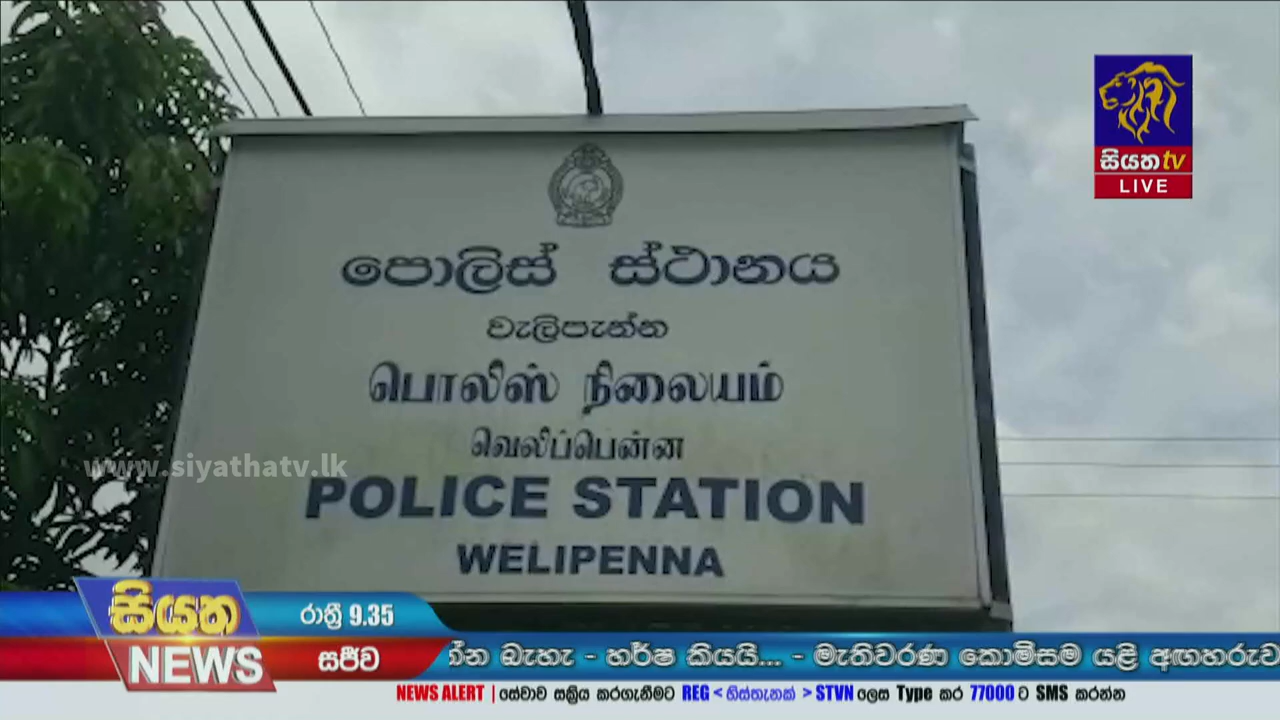 සියත tv
LIVE
පොලිස් ස්ථානය
වැලිපැන්න
பொலிஸ் நிலையம்
வெலிப்பென்ன
www.siyathatv.lk
POLICE STATION
WELIPENNA
සියත
NEWS
රාත්‍රී 9.35
සජීව
බැහැ - හර්ෂ කියයි... - මැතිවරණ කොමිසම යළි අඟහරුව
NEWS ALERT | සේවාව සක්‍රිය කරගැනීමට REG < හිස්තැනක් > STVN ලෙස Type කර 77000 ට SMS කරන්න